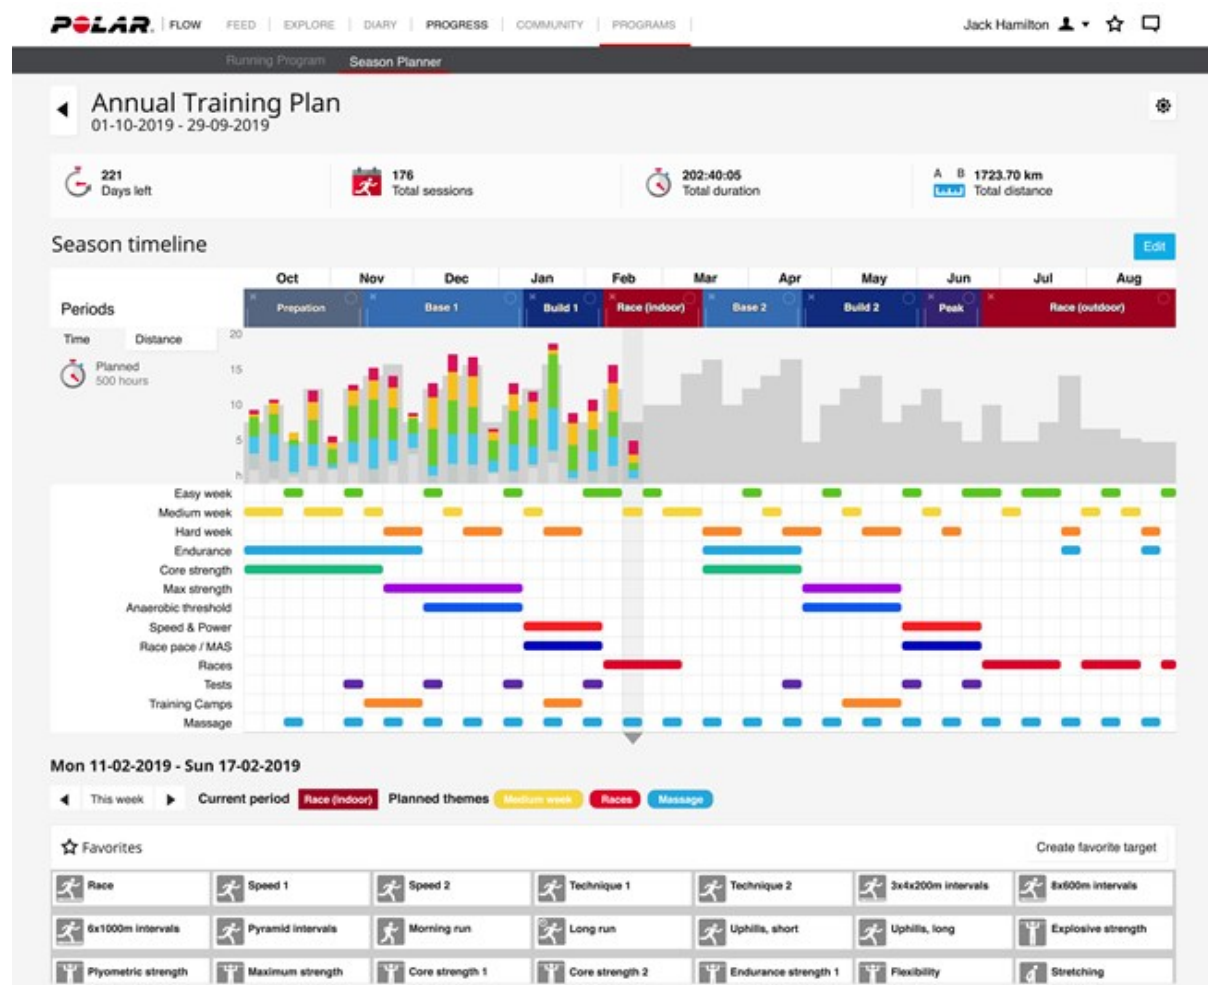 POLAR. FLOW FEED EXPLORE DIARY PROGRESS COMMUNITY PROGRAMS Jack Hamilton
Running Program Season Planner
Annual Training Plan
01-10-2019 - 29-09-2019
221
Days left
176
Total sessions
202:40:05
Total duration
A B 1723.70 km
Total distance
Season timeline Edit
Oct Nov Dec Jan Feb Mar Apr May Jun Jul Aug
Periods Prepation Base 1 Build 1 Race (indoor) Base 2 Build 2 Peak Race (outdoor)
Time Distance
Planned
500 hours
20
15
10
5
h
Easy week
Medium week
Hard week
Endurance
Core strength
Max strength
Anaerobic threshold
Speed & Power
Race pace / MAS
Races
Tests
Training Camps
Massage
Mon 11-02-2019 - Sun 17-02-2019
This week Current period Race (indoor) Planned themes Medium week Races Massage
Favorites Create favorite target
Race Speed 1 Speed 2 Technique 1 Technique 2 3x4x200m intervals 8x600m intervals
6x1000m intervals Pyramid intervals Morning run Long run Uphills, short Uphills, long Explosive strength
Plyometric strength Maximum strength Core strength 1 Core strength 2 Endurance strength 1 Flexibility Stretching